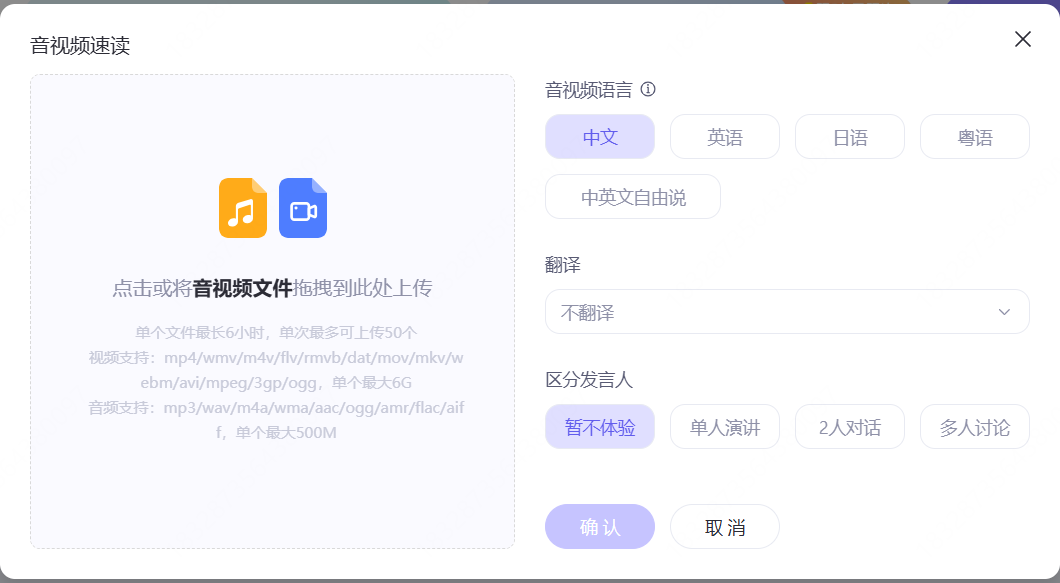 音视频速读
点击或将音视频文件拖拽到此处上传
单个文件最长6小时，单次最多可上传50个
视频支持：mp4/wmv/m4v/flv/rmvb/dat/mov/mkv/w
ebm/avi/mpeg/3gp/ogg，单个最大6G
音频支持：mp3/wav/m4a/wma/aac/ogg/amr/flac/aif
f，单个最大500M
音视频语言
中文 英语 日语 粤语
中英文自由说
翻译
不翻译
区分发言人
暂不体验 单人演讲 2人对话 多人讨论
确认 取消